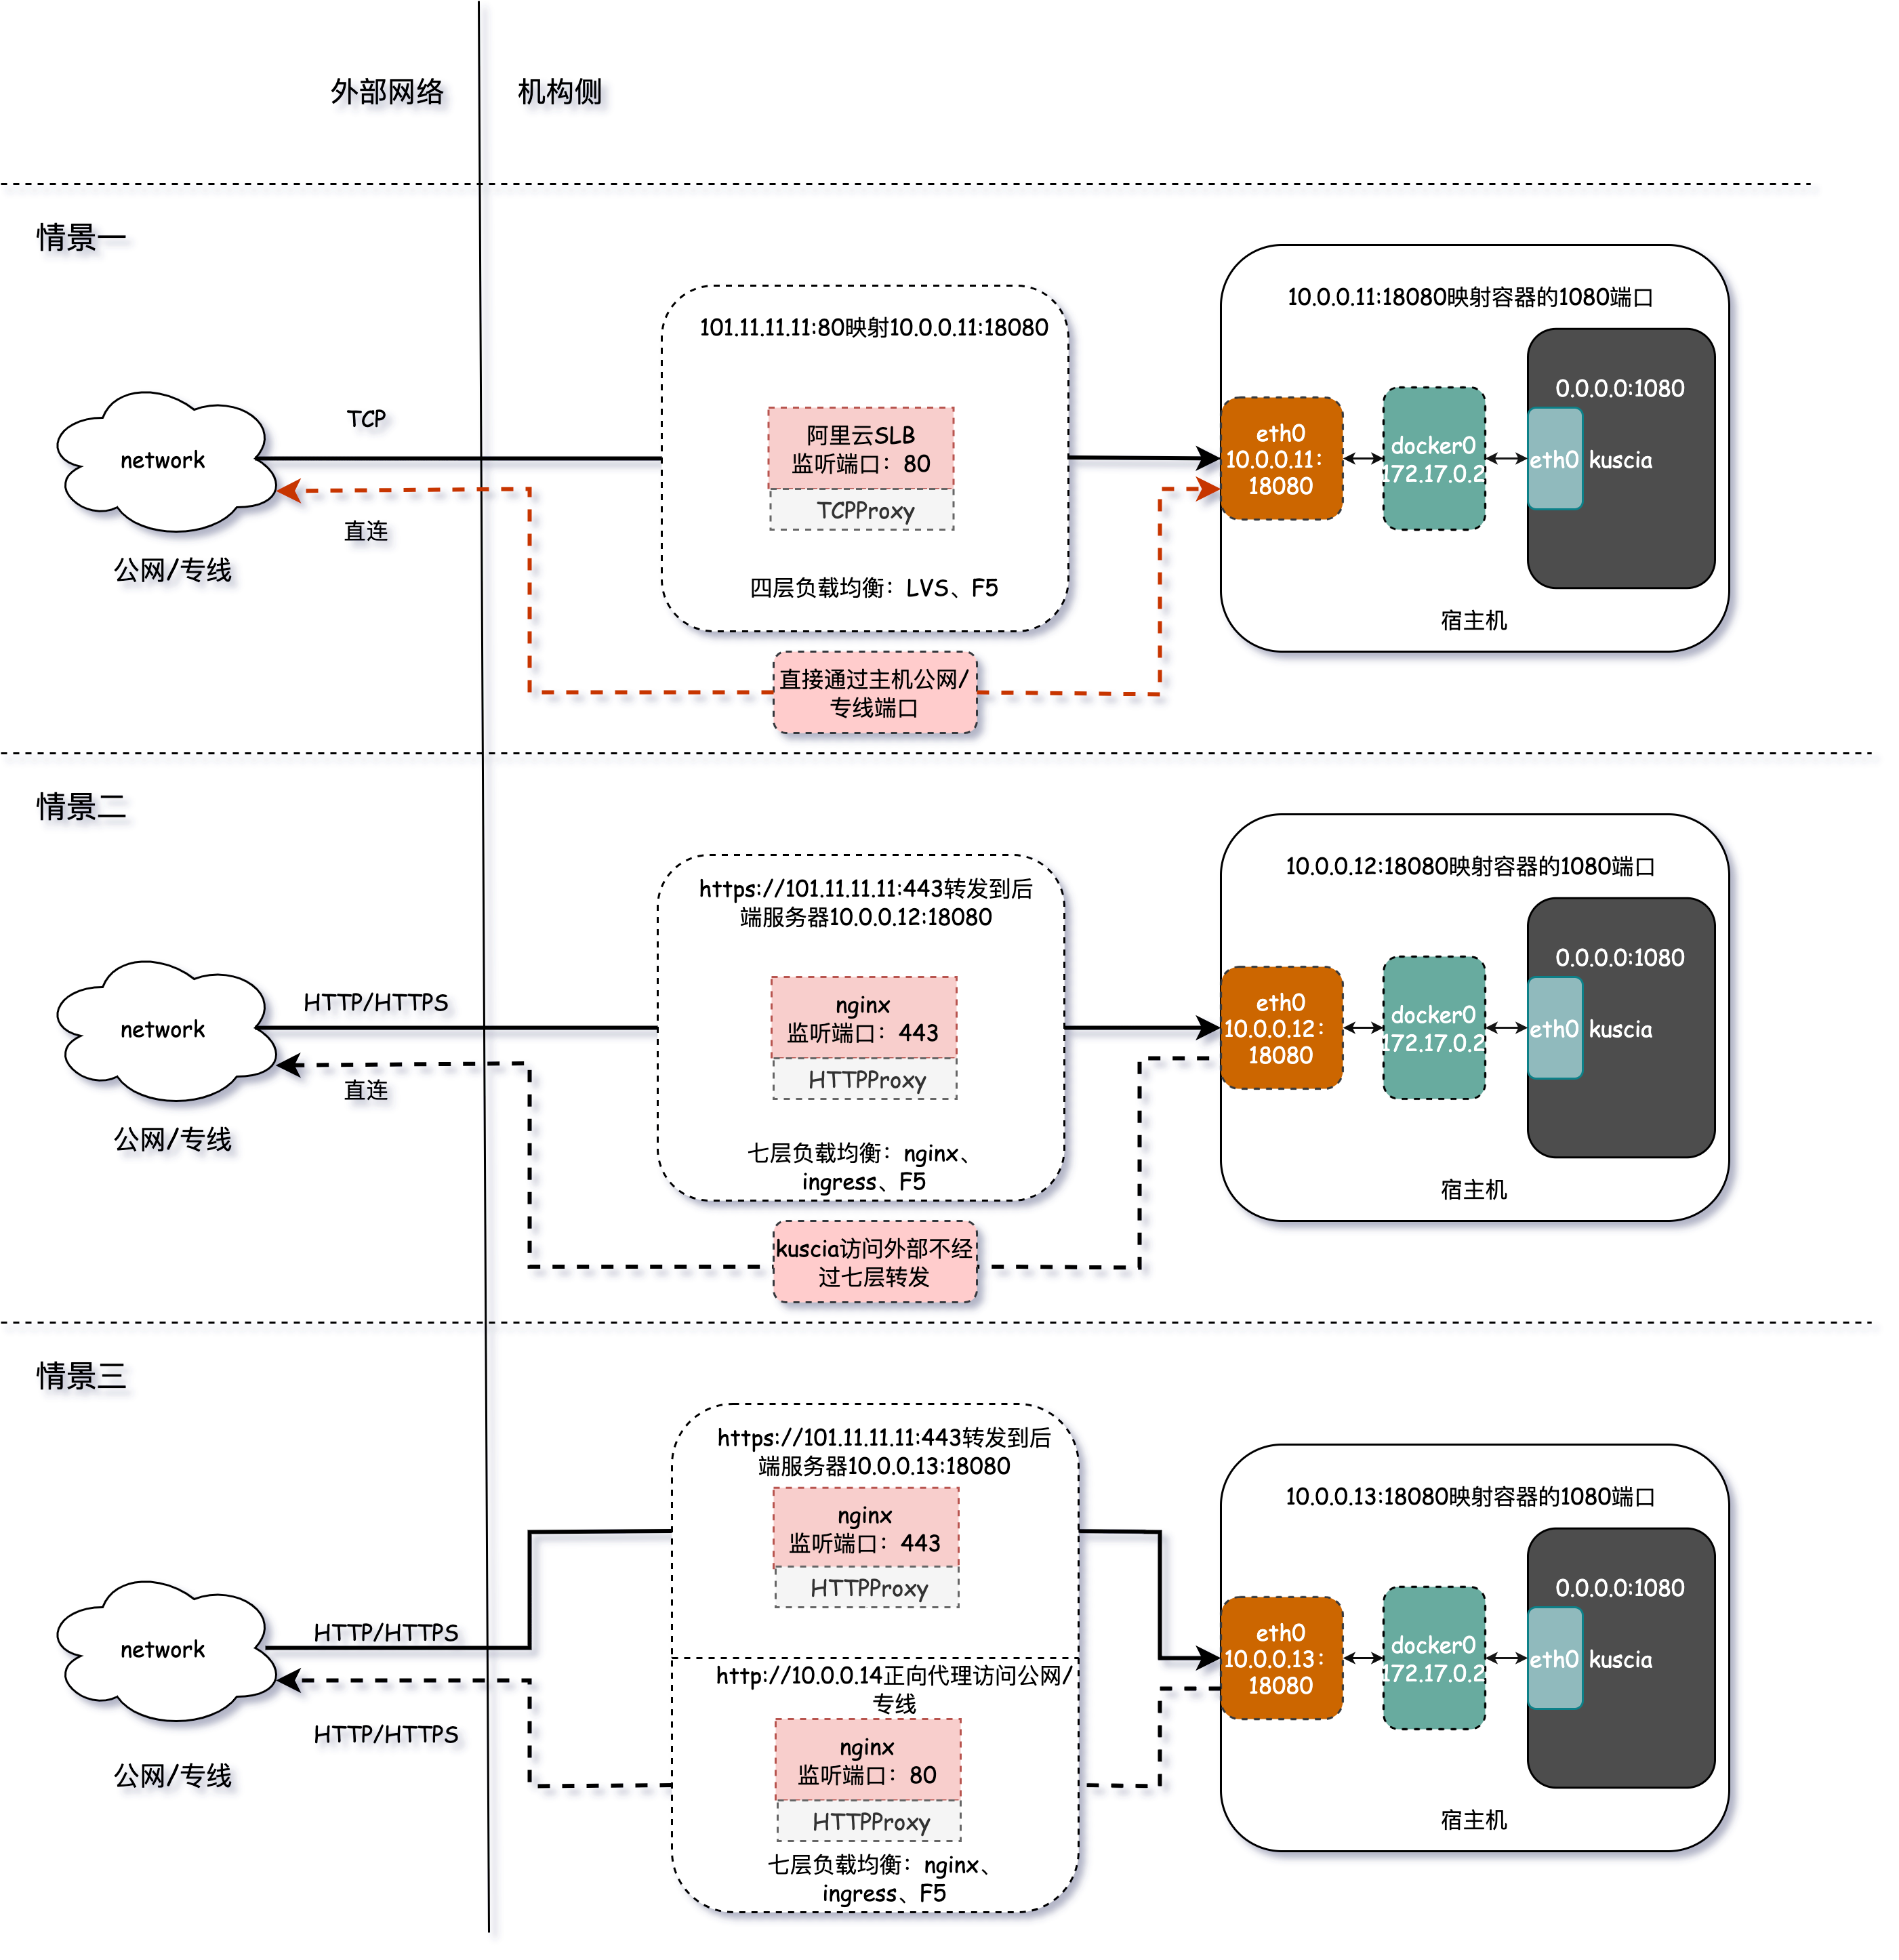 外部网络
机构侧
情景一
10.0.0.11:18080映射容器的1080端口
101.11.11.11:80映射10.0.0.11:18080
0.0.0.0:1080
TCP
阿里云SLB
监听端口：80
TCPProxy
network
eth0
10.0.0.11：
18080
docker0
172.17.0.2
eth0
kuscia
直连
公网/专线
四层负载均衡：LVS、F5
宿主机
直接通过主机公网/
专线端口
情景二
10.0.0.12:18080映射容器的1080端口
https://101.11.11.11:443转发到后
端服务器10.0.0.12:18080
0.0.0.0:1080
HTTP/HTTPS
nginx
监听端口：443
HTTPProxy
network
eth0
10.0.0.12：
18080
docker0
172.17.0.2
eth0
kuscia
直连
公网/专线
七层负载均衡：nginx、
ingress、F5
宿主机
kuscia访问外部不经
过七层转发
情景三
https://101.11.11.11:443转发到后
端服务器10.0.0.13:18080
10.0.0.13:18080映射容器的1080端口
nginx
监听端口：443
HTTPProxy
0.0.0.0:1080
HTTP/HTTPS
network
eth0
10.0.0.13：
18080
docker0
172.17.0.2
eth0
kuscia
http://10.0.0.14正向代理访问公网/
专线
HTTP/HTTPS
nginx
监听端口：80
HTTPProxy
公网/专线
七层负载均衡：nginx、
ingress、F5
宿主机